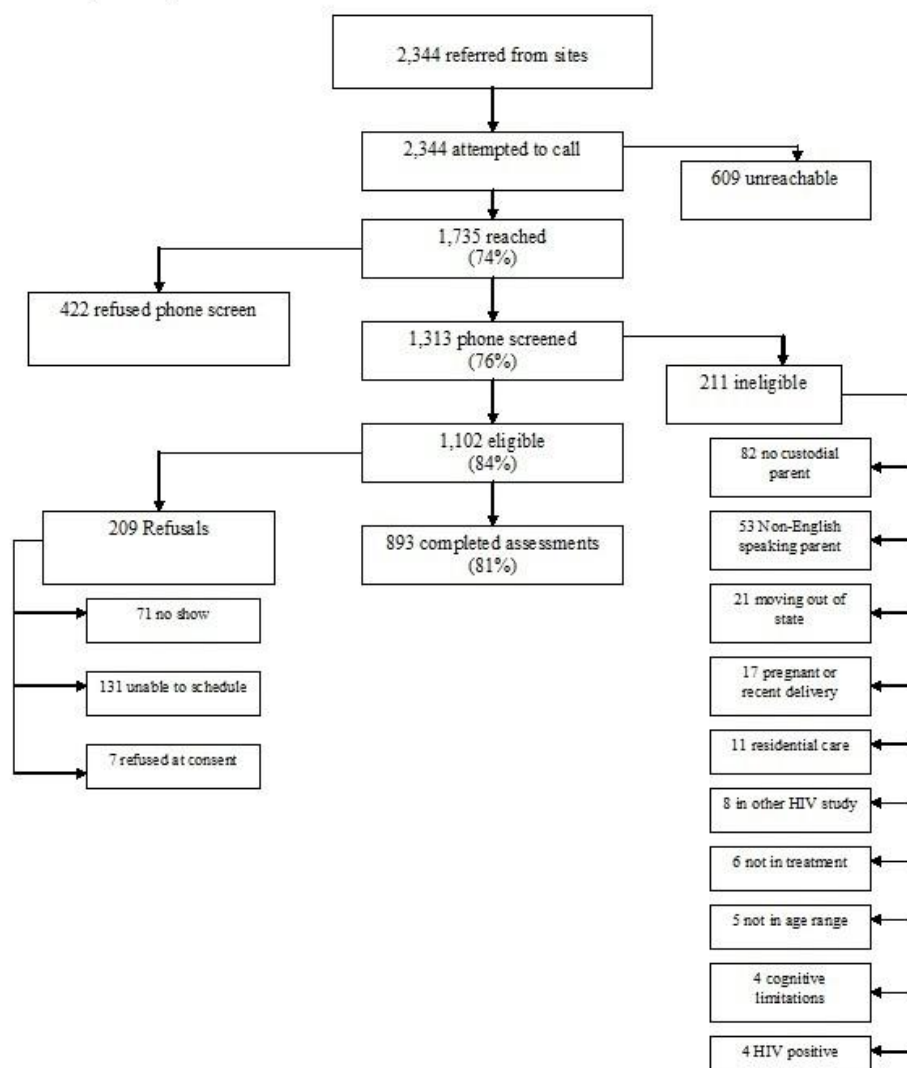 2,344 referred from sites
2,344 attempted to call
609 unreachable
1,735 reached
(74%)
422 refused phone screen
1,313 phone screened
(76%)
211 ineligible
1,102 eligible
(84%)
82 no custodial
parent
209 Refusals
893 completed assessments
(81%)
53 Non-English
speaking parent
71 no show
21 moving out of
state
131 unable to schedule
17 pregnant or
recent delivery
7 refused at consent
11 residential care
8 in other HIV study
6 not in treatment
5 not in age range
4 cognitive
limitations
4 HIV positive